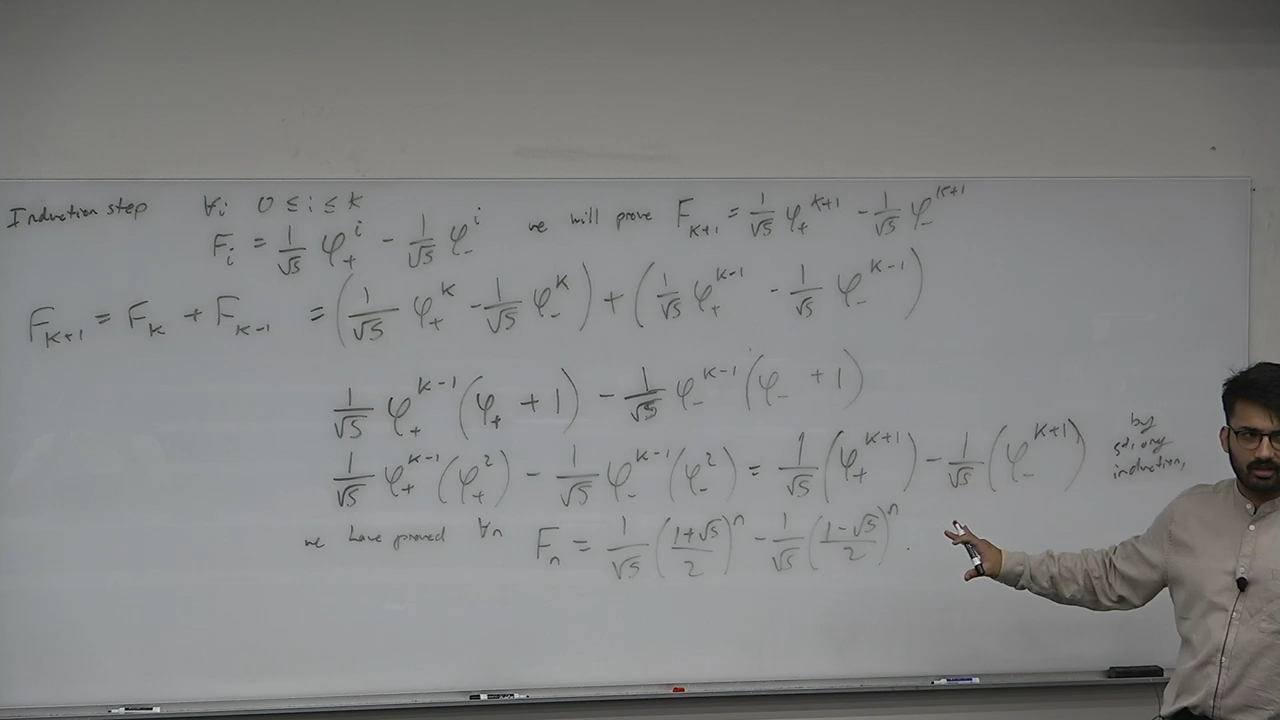 Induction step ∀i 0 ≤ i ≤ k
F_i = 1/√5 φ_+^i - 1/√5 φ_-^i we will prove F_{k+1} = 1/√5 φ_+^{k+1} - 1/√5 φ_-^{k+1}
F_{k+1} = F_k + F_{k-1} = (1/√5 φ_+^k - 1/√5 φ_-^k) + (1/√5 φ_+^{k-1} - 1/√5 φ_-^{k-1})
1/√5 φ_+^{k-1} (φ_+ + 1) - 1/√5 φ_-^{k-1} (φ_- + 1)
1/√5 φ_+^{k-1} (φ_+^2) - 1/√5 φ_-^{k-1} (φ_-^2) = 1/√5 (φ_+^{k+1}) - 1/√5 (φ_-^{k+1})
by
strong
induction,
we have proved ∀n F_n = 1/√5 ((1+√5)/2)^n - 1/√5 ((1-√5)/2)^n.